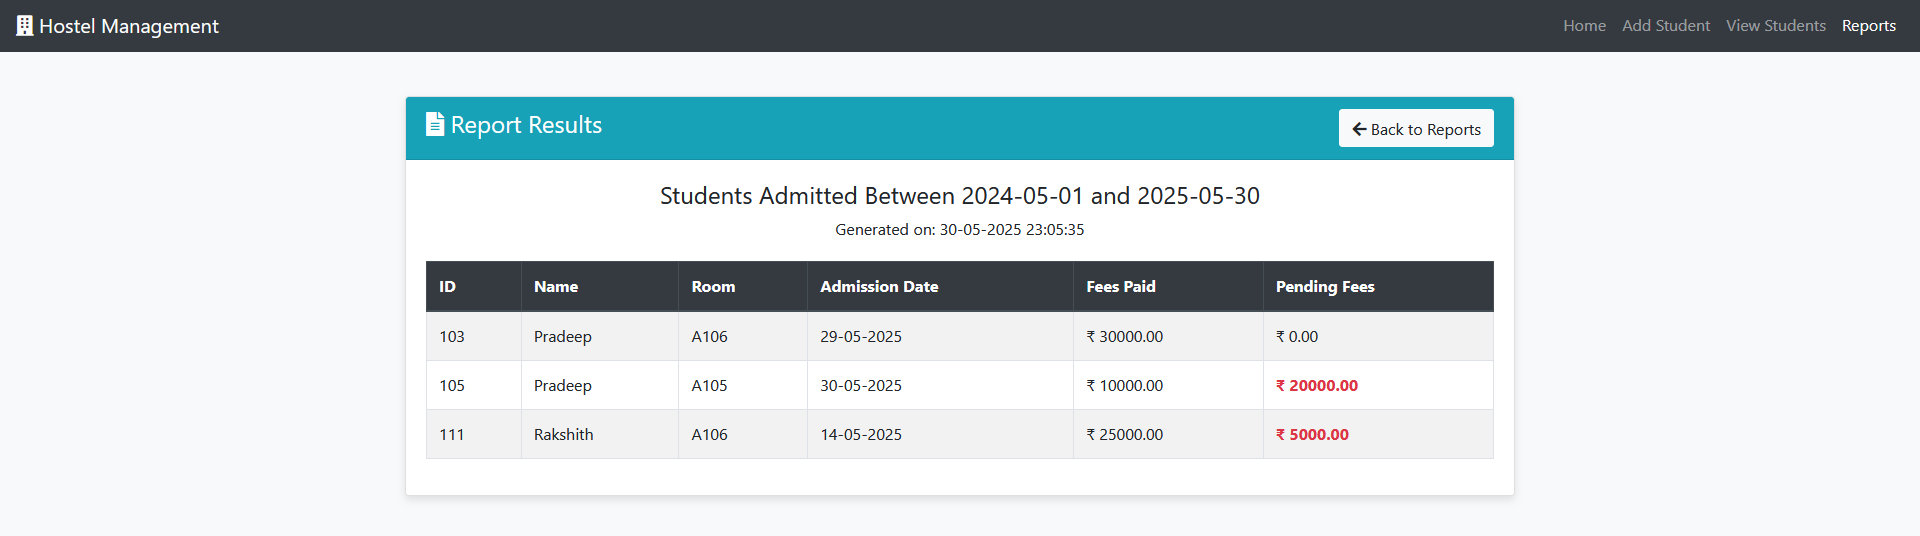 Hostel Management Home Add Student View Students Reports
Report Results Back to Reports
Students Admitted Between 2024-05-01 and 2025-05-30
Generated on: 30-05-2025 23:05:35
ID Name Room Admission Date Fees Paid Pending Fees
103 Pradeep A106 29-05-2025 ₹ 30000.00 ₹ 0.00
105 Pradeep A105 30-05-2025 ₹ 10000.00 ₹ 20000.00
111 Rakshith A106 14-05-2025 ₹ 25000.00 ₹ 5000.00